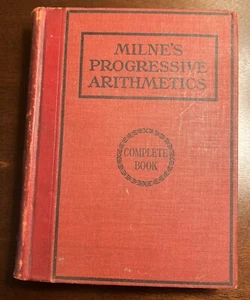 MILNE'S
PROGRESSIVE
ARITHMETICS
COMPLETE
BOOK